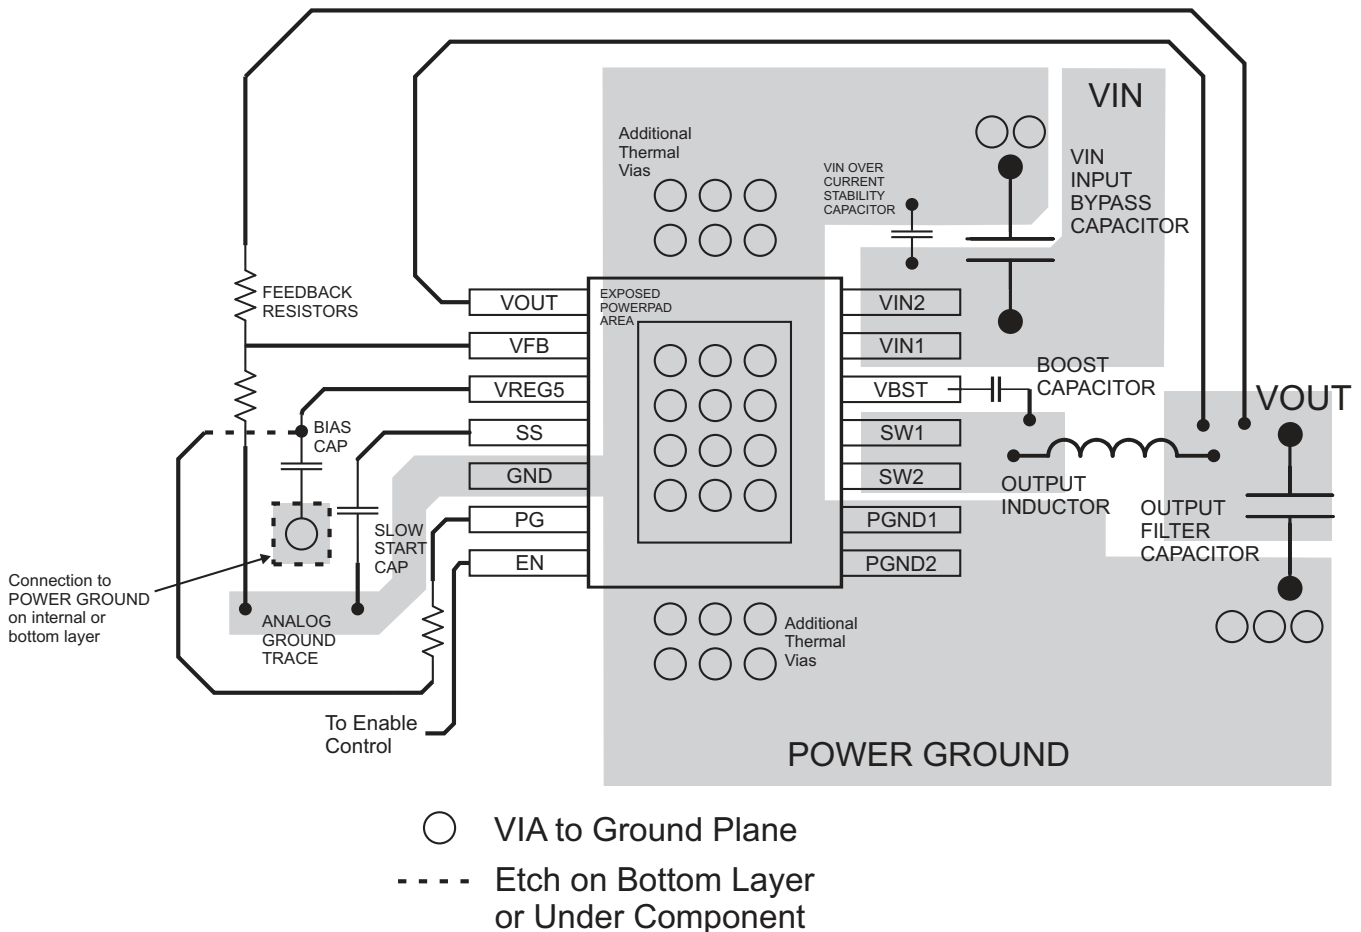 VIN
Additional
Thermal
Vias
VIN OVER
CURRENT
STABILITY
CAPACITOR
VIN
INPUT
BYPASS
CAPACITOR
FEEDBACK
RESISTORS
EXPOSED
POWERPAD
AREA
VOUT
VFB
VREG5
SS
GND
PG
EN
VIN2
VIN1
VBST
SW1
SW2
PGND1
PGND2
BOOST
CAPACITOR
VOUT
BIAS
CAP
OUTPUT
INDUCTOR
OUTPUT
FILTER
CAPACITOR
SLOW
START
CAP
Connection to
POWER GROUND
on internal or
bottom layer
ANALOG
GROUND
TRACE
Additional
Thermal
Vias
To Enable
Control
POWER GROUND
VIA to Ground Plane
Etch on Bottom Layer
or Under Component